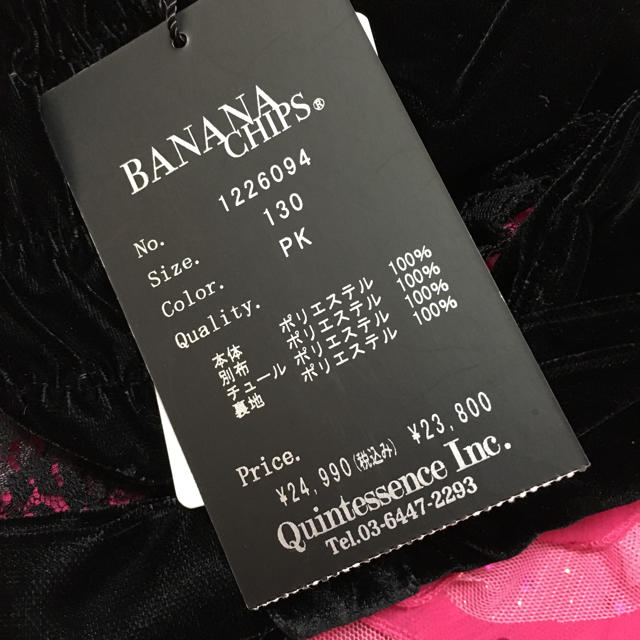 BANANA
CHIPS®
No. 1226094
Size. 130
Color. PK
Quality.
本体 ポリエステル 100%
別布 ポリエステル 100%
チュール ポリエステル 100%
裏地 ポリエステル 100%
Price. ¥23,800
¥24,990(税込み)
Quintessence Inc.
Tel.03-6447-2293